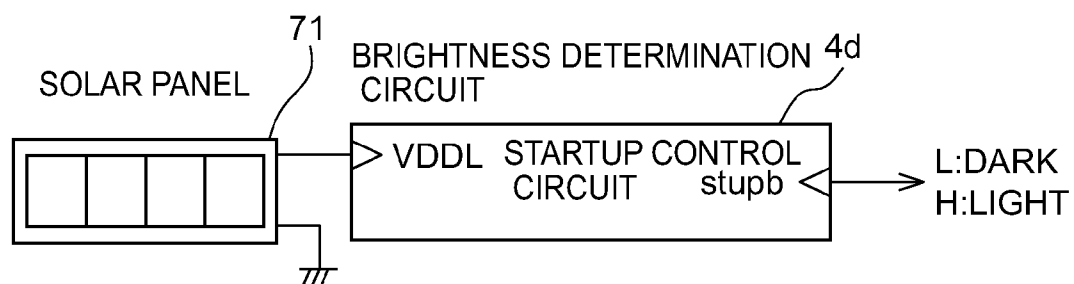 71
BRIGHTNESS DETERMINATION
CIRCUIT
4d
SOLAR PANEL
VDDL
STARTUP CONTROL
CIRCUIT stupb
L:DARK
H:LIGHT